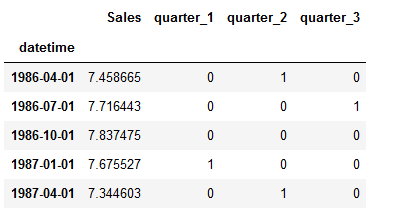 Sales quarter_1 quarter_2 quarter_3
datetime
1986-04-01 7.458665 0 1 0
1986-07-01 7.716443 0 0 1
1986-10-01 7.837475 0 0 0
1987-01-01 7.675527 1 0 0
1987-04-01 7.344603 0 1 0